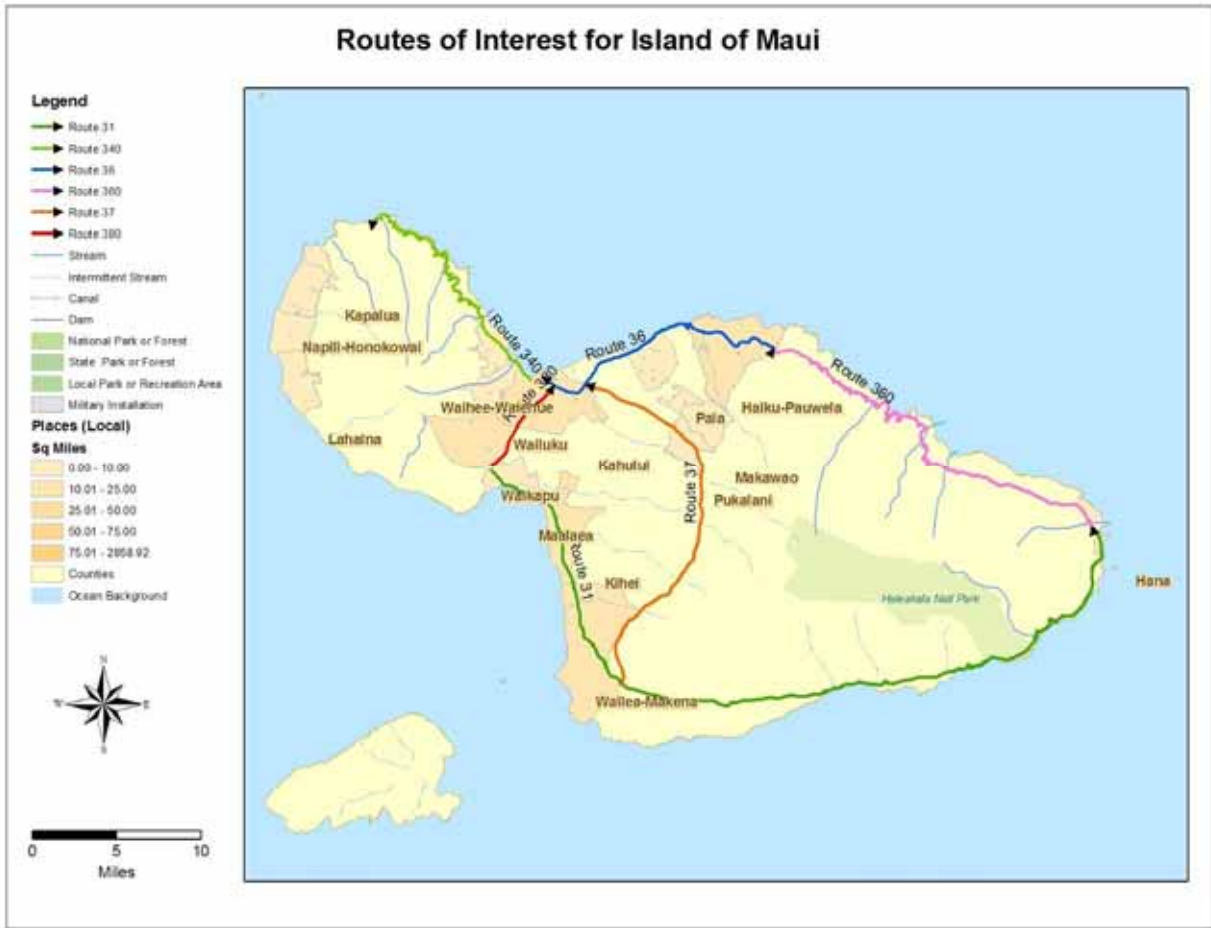 Routes of Interest for Island of Maui
Legend
Route 31
Route 340
Route 36
Route 360
Route 37
Route 380
Stream
Intermittent Stream
Canal
Dam
National Park or Forest
State Park or Forest
Local Park or Recreation Area
Military Installation
Places (Local)
Sq Miles
0.00 - 10.00
10.01 - 25.00
25.01 - 50.00
50.01 - 75.00
75.01 - 2858.92
Counties
Ocean Background
N
W
E
S
0 5 10
Miles
Kapalua
Napili-Honokowai
Route 340
Route 36
Route 360
Waihee-Waiehue
Paia
Haiku-Pauwela
Lahaina
Wailuku
Kahului
Makawao
Pukalani
Route 37
Waikapu
Maalaea
Route 31
Kihei
Hana
Haleakala Natl Park
Wailea-Makena